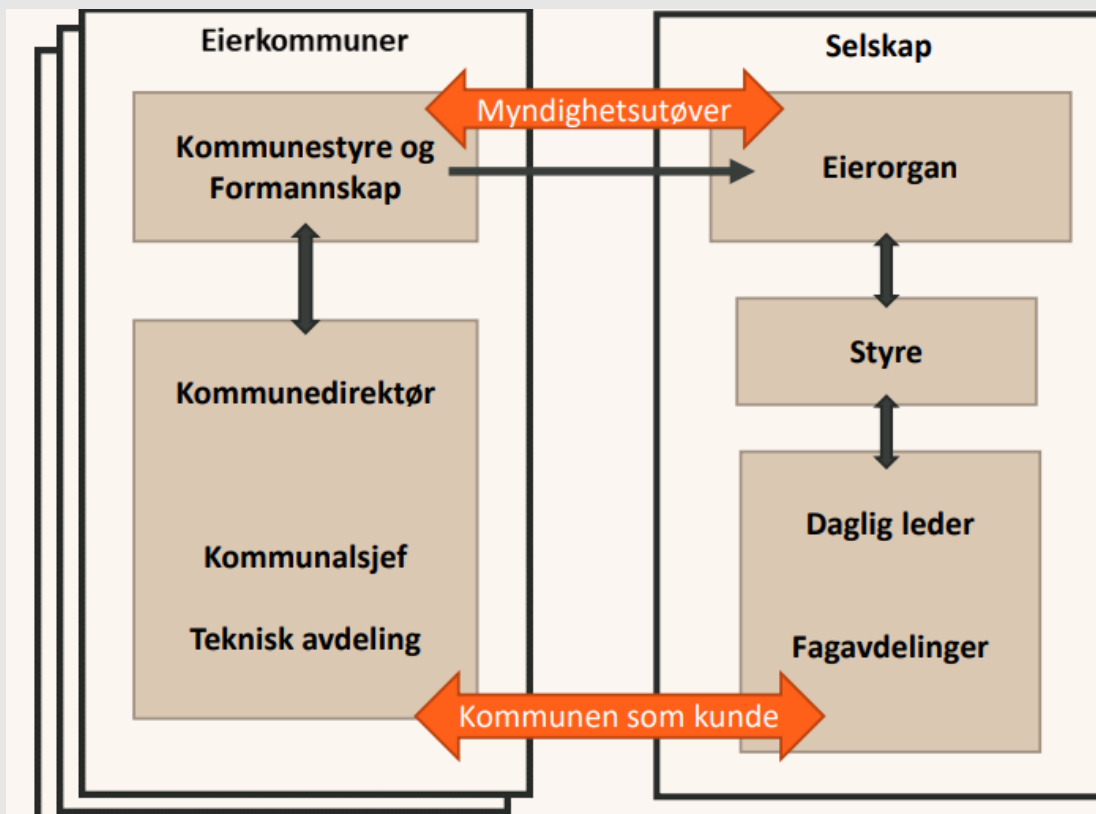 Eierkommuner
Kommunestyre og
Formannskap
Kommunedirektør
Kommunalsjef
Teknisk avdeling
Myndighetsutøver
Kommunen som kunde
Selskap
Eierorgan
Styre
Daglig leder
Fagavdelinger